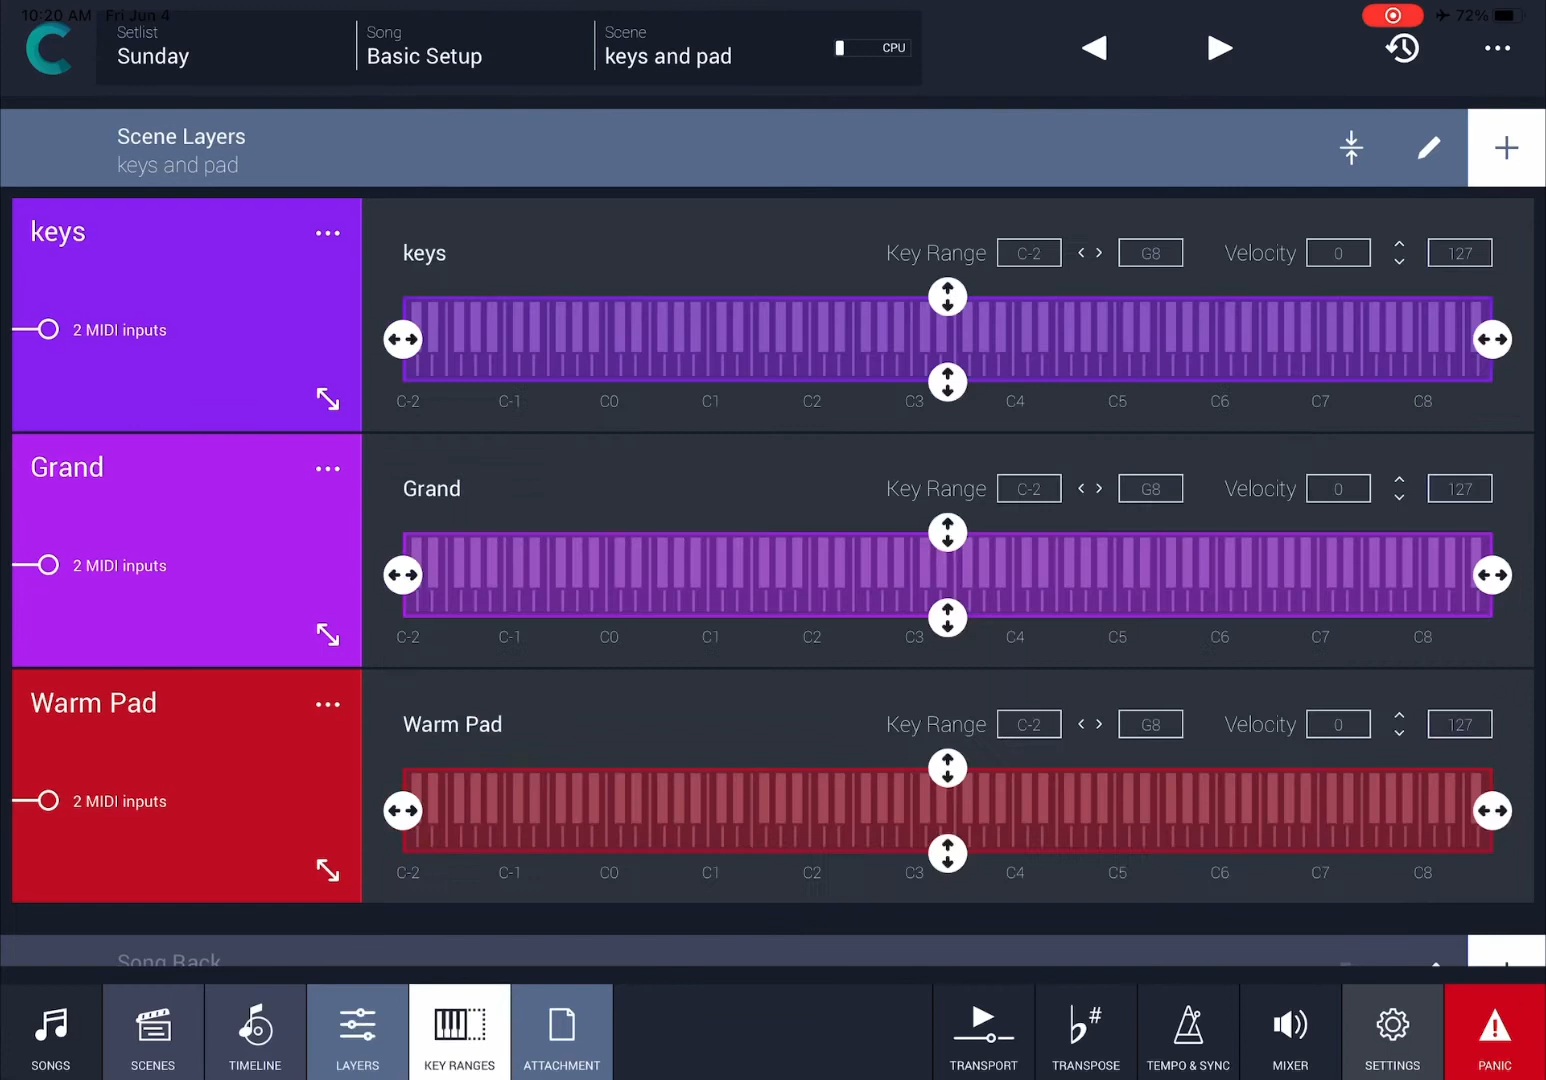 10:20 AM Fri Jun 4
72%
Setlist
Sunday
Song
Basic Setup
Scene
keys and pad
CPU
Scene Layers
keys and pad
keys
2 MIDI inputs
keys
Key Range C-2 G8 Velocity 0 127
C-2 C-1 C0 C1 C2 C3 C4 C5 C6 C7 C8
Grand
2 MIDI inputs
Grand
Key Range C-2 G8 Velocity 0 127
C-2 C-1 C0 C1 C2 C3 C4 C5 C6 C7 C8
Warm Pad
2 MIDI inputs
Warm Pad
Key Range C-2 G8 Velocity 0 127
C-2 C-1 C0 C1 C2 C3 C4 C5 C6 C7 C8
Song Rack
SONGS SCENES TIMELINE LAYERS KEY RANGES ATTACHMENT TRANSPORT TRANSPOSE TEMPO & SYNC MIXER SETTINGS PANIC